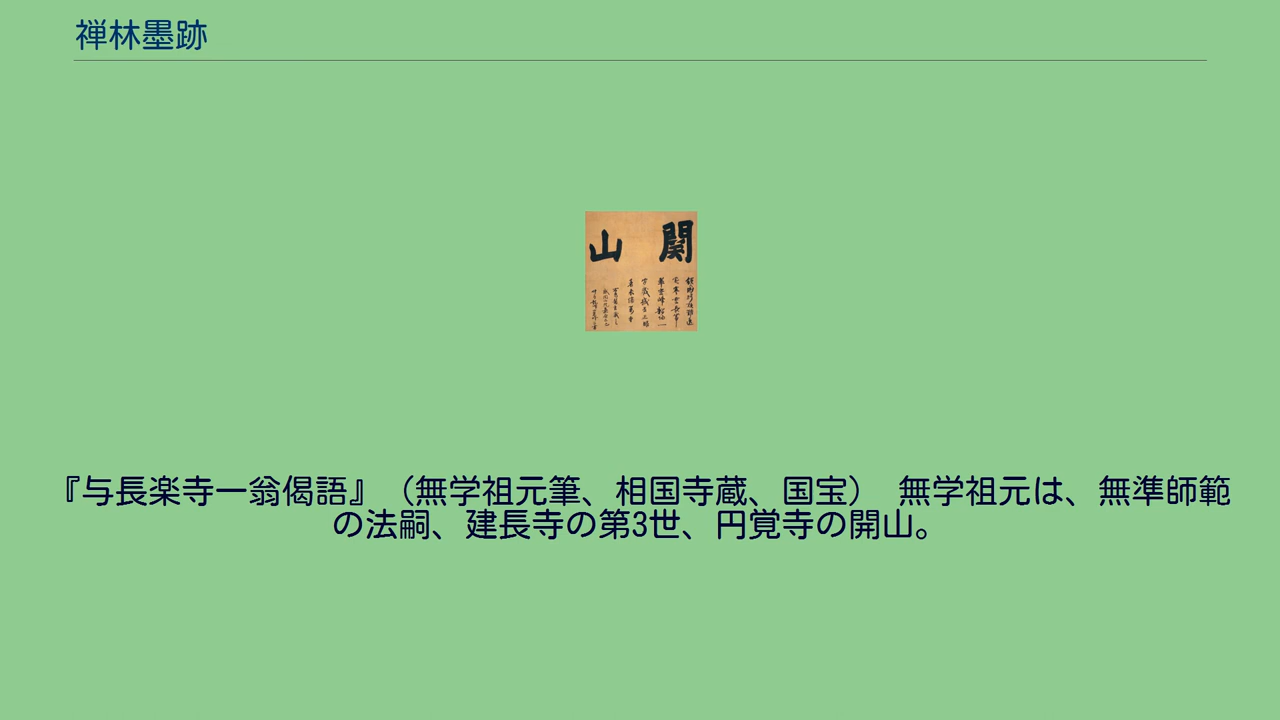 禅林墨跡
関山
『与長楽寺一翁偈語』（無学祖元筆、相国寺蔵、国宝）　無学祖元は、無準師範
の法嗣、建長寺の第3世、円覚寺の開山。